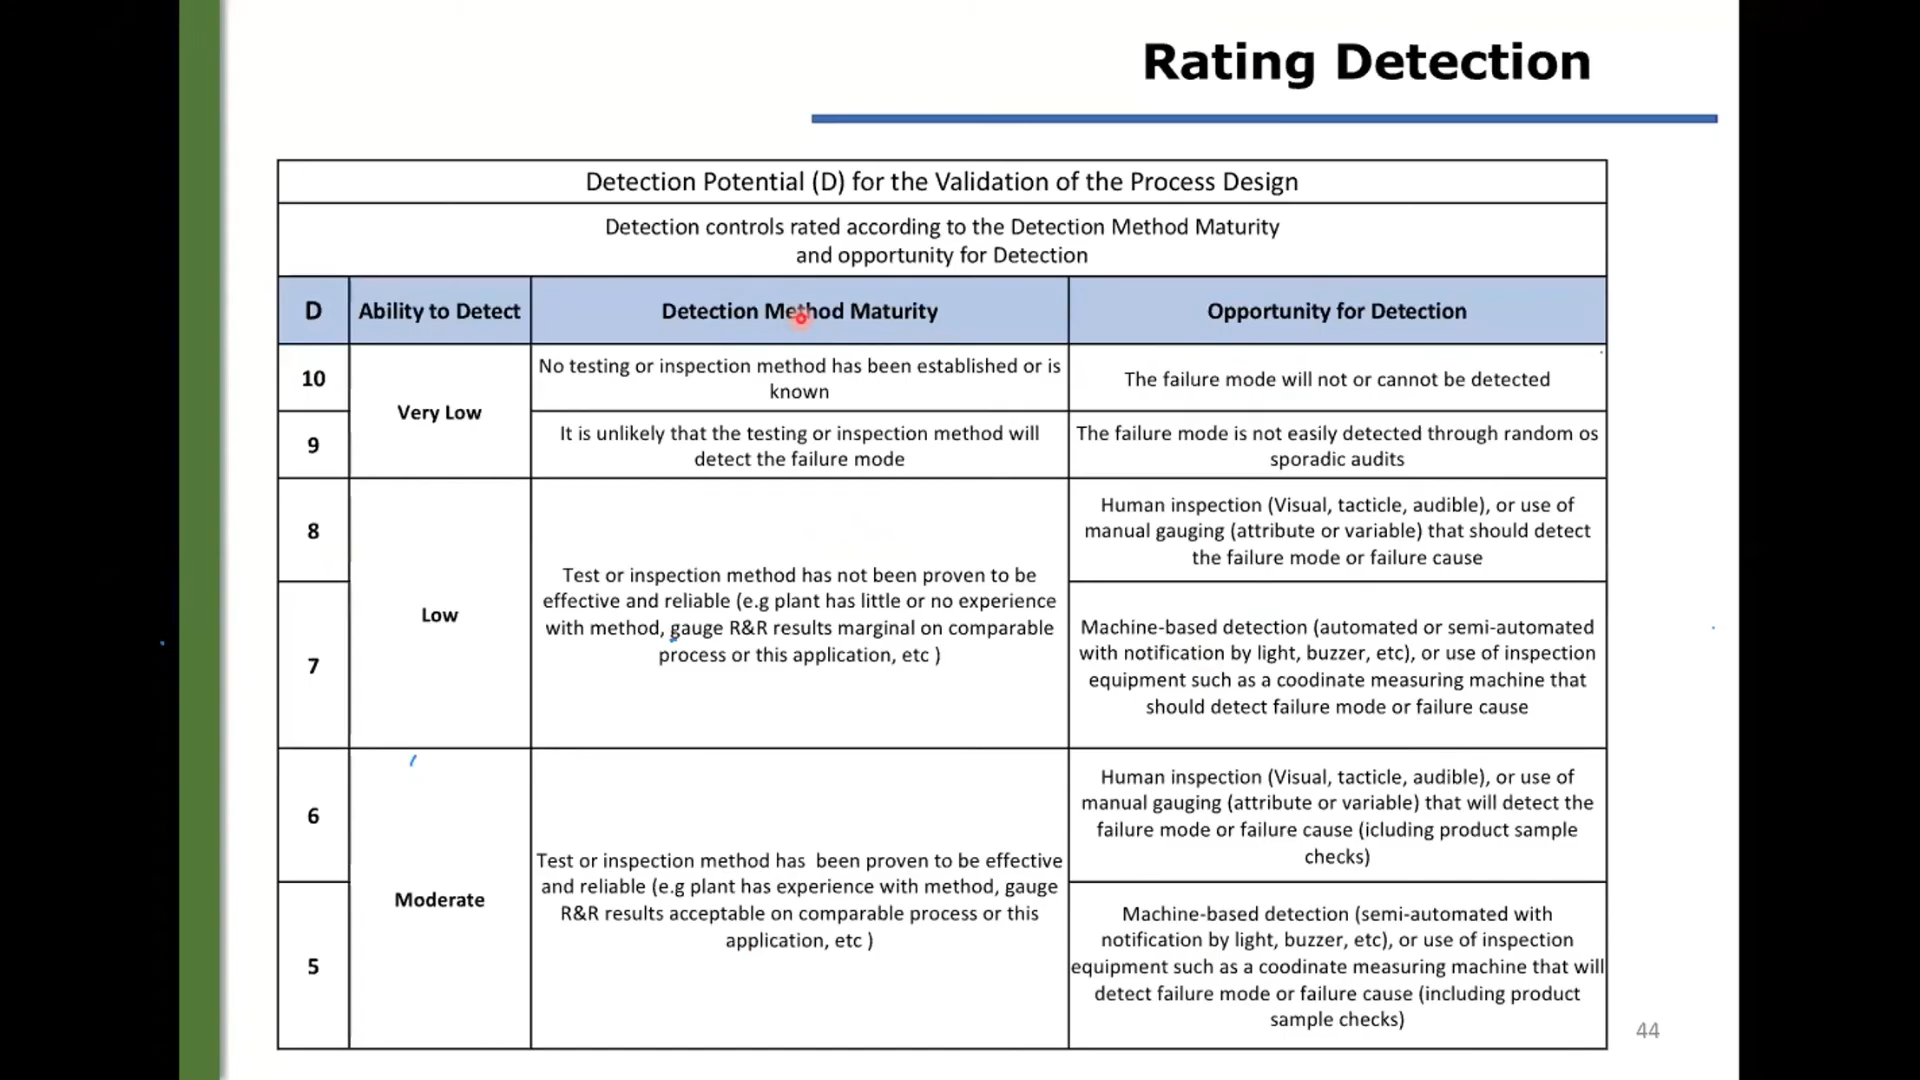 Rating Detection
Detection Potential (D) for the Validation of the Process Design
Detection controls rated according to the Detection Method Maturity
and opportunity for Detection
D
Ability to Detect
Detection Method Maturity
Opportunity for Detection
10
Very Low
No testing or inspection method has been established or is
known
The failure mode will not or cannot be detected
9
It is unlikely that the testing or inspection method will
detect the failure mode
The failure mode is not easily detected through random os
sporadic audits
8
Low
Test or inspection method has not been proven to be
effective and reliable (e.g plant has little or no experience
with method, gauge R&R results marginal on comparable
process or this application, etc )
Human inspection (Visual, tacticle, audible), or use of
manual gauging (attribute or variable) that should detect
the failure mode or failure cause
7
Machine-based detection (automated or semi-automated
with notification by light, buzzer, etc), or use of inspection
equipment such as a coodinate measuring machine that
should detect failure mode or failure cause
6
Moderate
Test or inspection method has  been proven to be effective
and reliable (e.g plant has experience with method, gauge
R&R results acceptable on comparable process or this
application, etc )
Human inspection (Visual, tacticle, audible), or use of
manual gauging (attribute or variable) that will detect the
failure mode or failure cause (icluding product sample
checks)
5
Machine-based detection (semi-automated with
notification by light, buzzer, etc), or use of inspection
equipment such as a coodinate measuring machine that will
detect failure mode or failure cause (including product
sample checks)
44